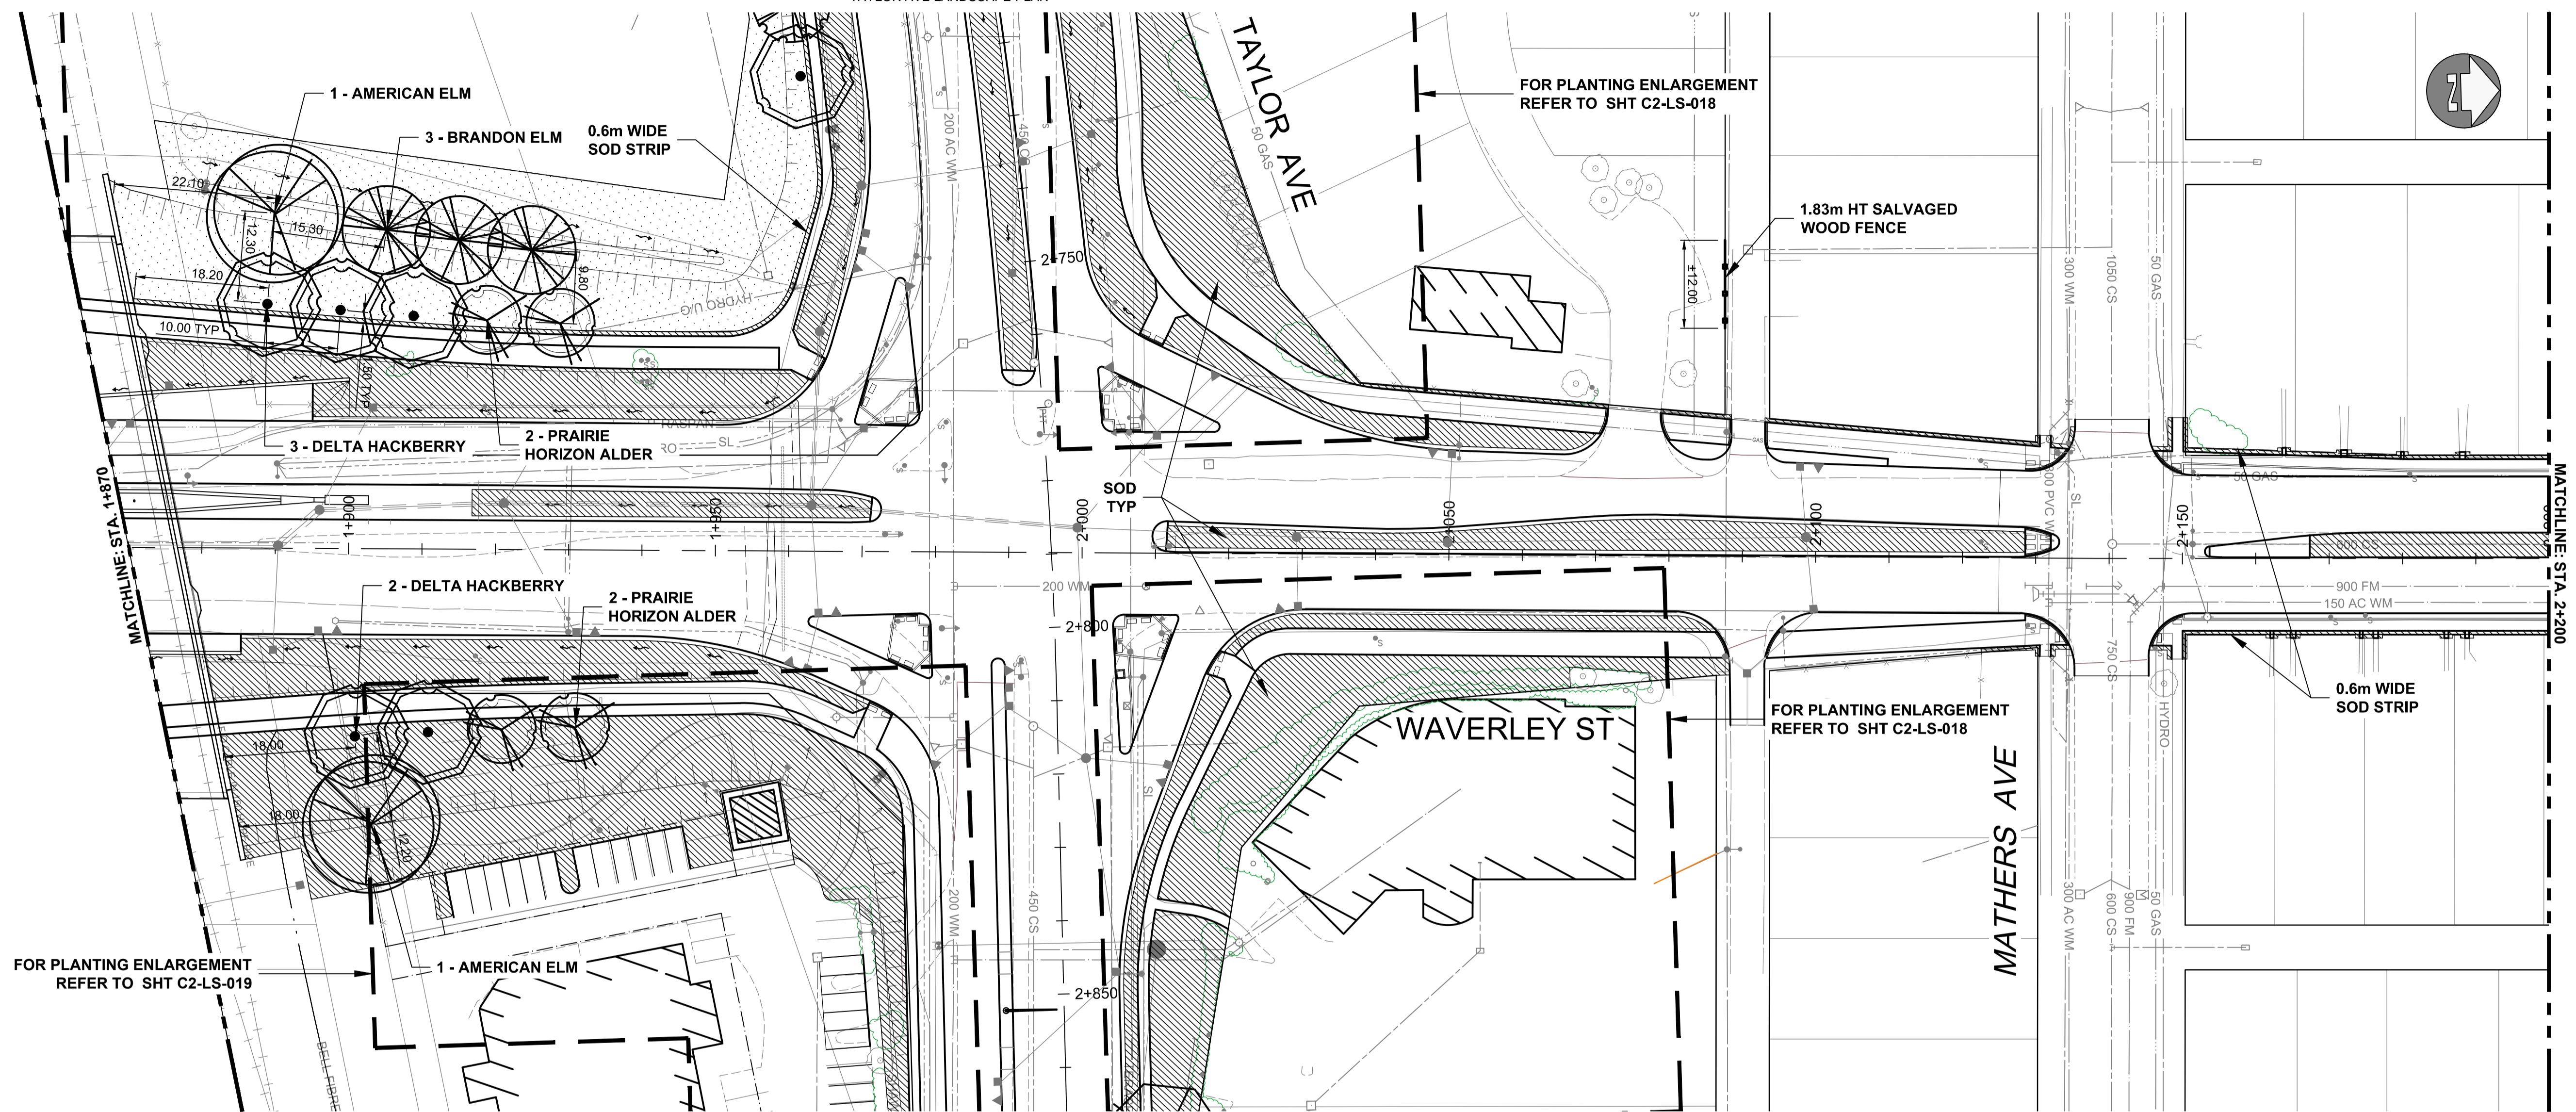 1 - AMERICAN ELM
3 - BRANDON ELM
0.6m WIDE
SOD STRIP
TAYLOR AVE
FOR PLANTING ENLARGEMENT
REFER TO SHT C2-LS-018
1.83m HT SALVAGED
WOOD FENCE
N
22.10
15.30
12.30
18.20
9.80
10.00 TYP
HYDRO U/G
200 AC WM
50 GAS
2+750
±12.00
300 WM
1050 CS
50 GAS
3 - DELTA HACKBERRY
2 - PRAIRIE
HORIZON ALDER
SL
SOD
TYP
MATCHLINE: STA. 1+870
1+900
1+950
2+000
2+050
2+100
2+150
SL
50 GAS
600 CS
MATCHLINE: STA. 2+200
2 - DELTA HACKBERRY
2 - PRAIRIE
HORIZON ALDER
200 WM
900 FM
150 AC WM
2+800
750 CS
18.00
18.00
12.20
WAVERLEY ST
FOR PLANTING ENLARGEMENT
REFER TO SHT C2-LS-018
MATHERS AVE
HYDRO
0.6m WIDE
SOD STRIP
200 WM
450 CS
300 AC WM
600 CS
900 FM
50 GAS
FOR PLANTING ENLARGEMENT
REFER TO SHT C2-LS-019
1 - AMERICAN ELM
2+850
BELL FIBRE